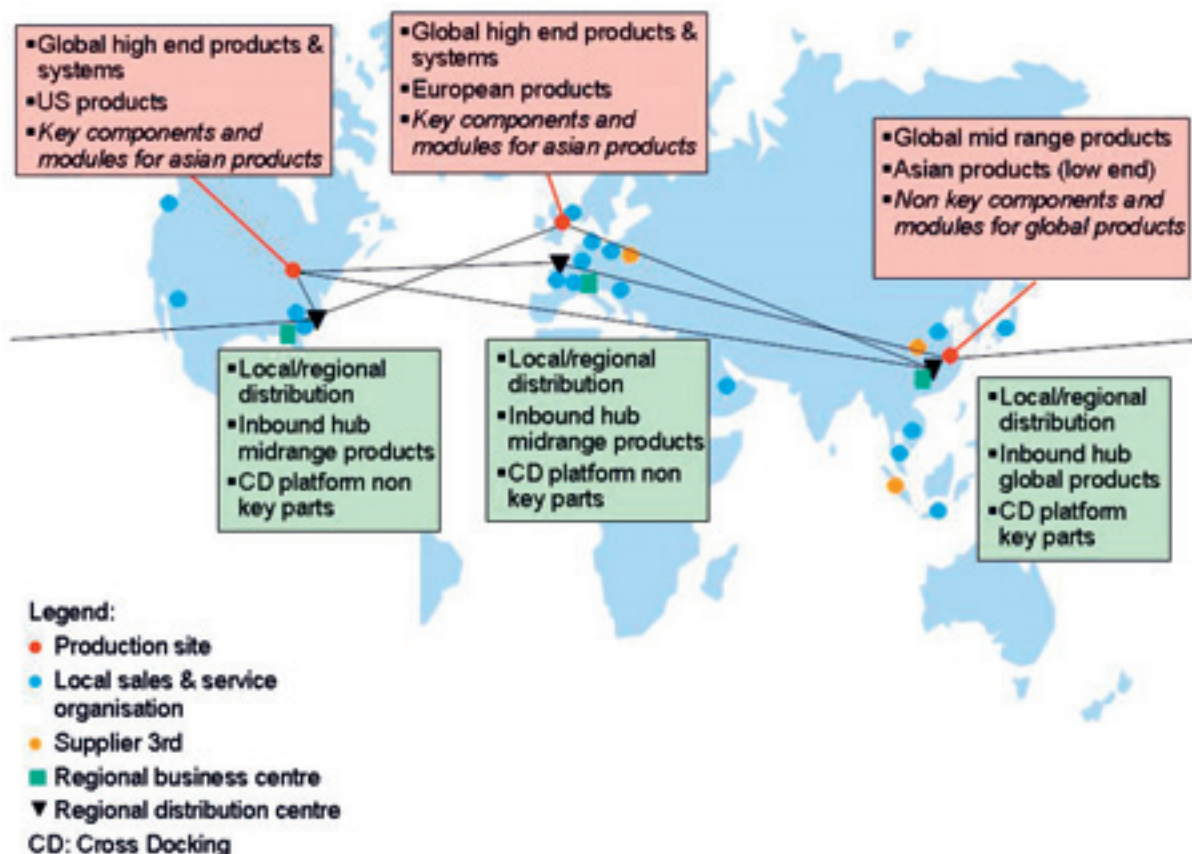 ▪Global high end products &
systems
▪US products
▪Key components and
modules for asian products
▪Global high end products &
systems
▪European products
▪Key components and
modules for asian products
▪Global mid range products
▪Asian products (low end)
▪Non key components and
modules for global products
▪Local/regional
distribution
▪Inbound hub
midrange products
▪CD platform non
key parts
▪Local/regional
distribution
▪Inbound hub
midrange products
▪CD platform non
key parts
▪Local/regional
distribution
▪Inbound hub
global products
▪CD platform
key parts
Legend:
Production site
Local sales & service
organisation
Supplier 3rd
Regional business centre
Regional distribution centre
CD: Cross Docking